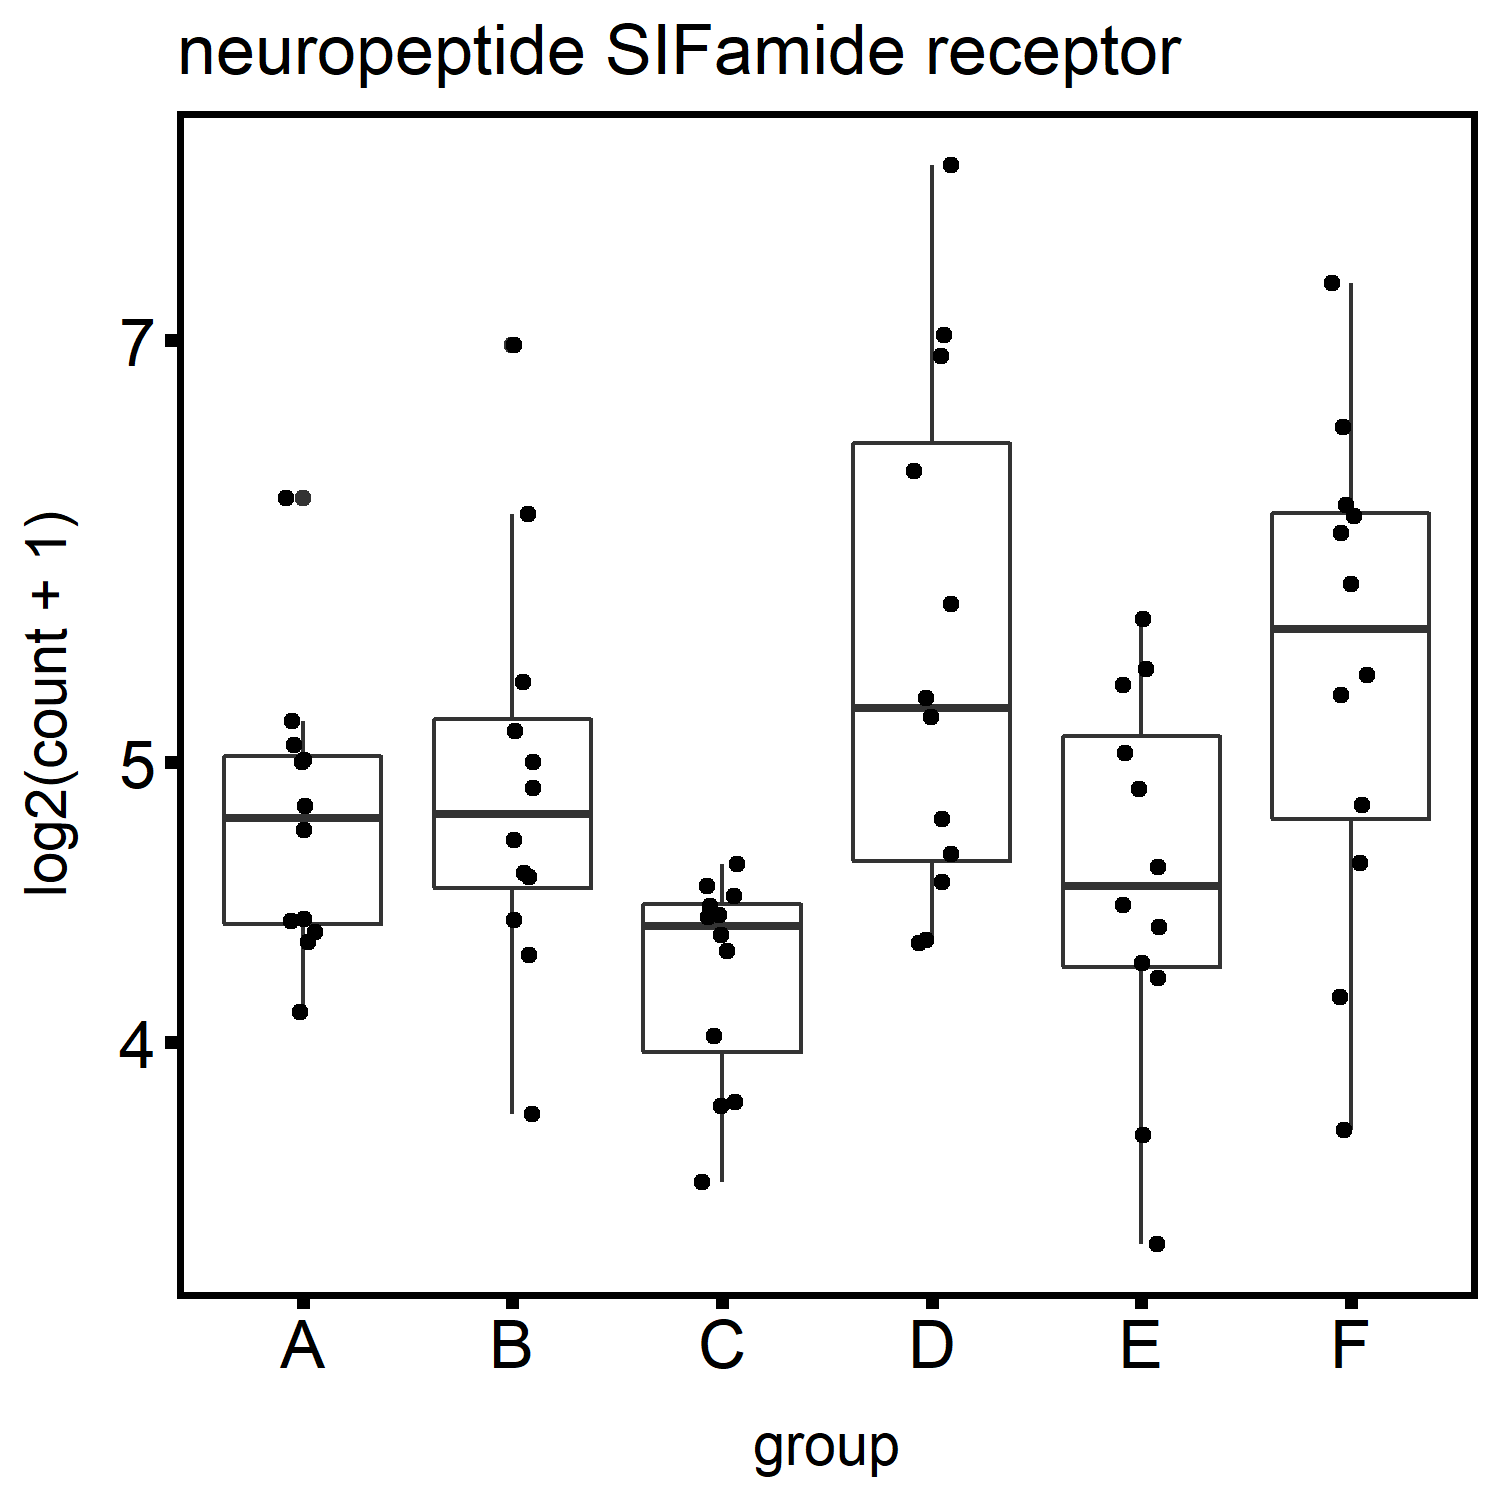 neuropeptide SIFamide receptor
log2(count + 1)
7
5
4
A B C D E F
group